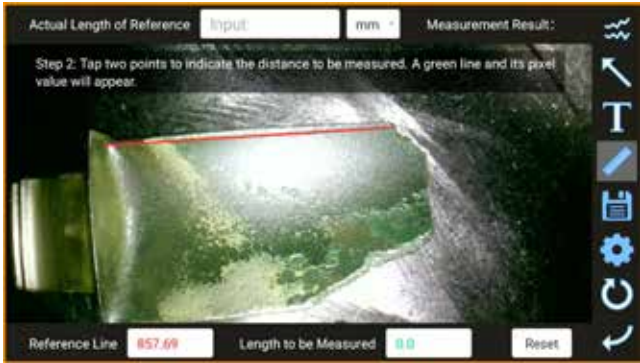 Actual Length of Reference Input mm Measurement Result:
Step 2: Tap two points to indicate the distance to be measured. A green line and its pixel
value will appear.
T
Reference Line 857.69 Length to be Measured 0.0 Reset